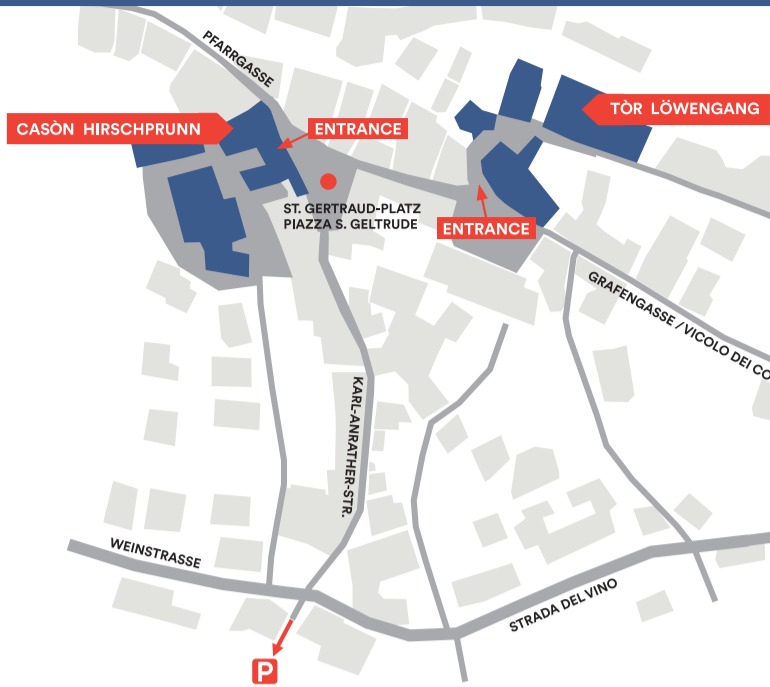 PFARRGASSE
TÒR LÖWENGANG
CASÒN HIRSCHPRUNN
ENTRANCE
ST. GERTRAUD-PLATZ
PIAZZA S. GELTRUDE
ENTRANCE
GRAFENGASSE / VICOLO DEI CO
KARL-ANRATHER-STR.
WEINSTRASSE
STRADA DEL VINO
P